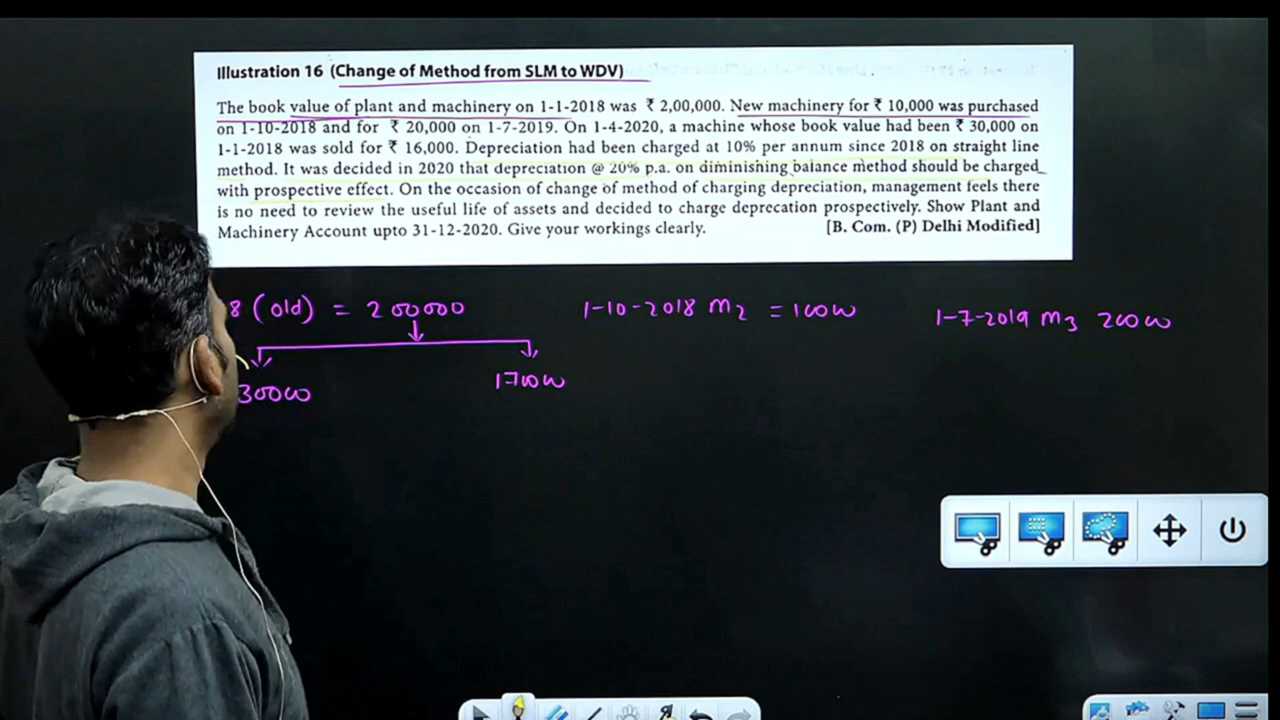 Illustration 16 (Change of Method from SLM to WDV)
The book value of plant and machinery on 1-1-2018 was ₹ 2,00,000. New machinery for ₹ 10,000 was purchased
on 1-10-2018 and for ₹ 20,000 on 1-7-2019. On 1-4-2020, a machine whose book value had been ₹ 30,000 on
1-1-2018 was sold for ₹ 16,000. Depreciation had been charged at 10% per annum since 2018 on straight line
method. It was decided in 2020 that depreciation @ 20% p.a. on diminishing balance method should be charged
with prospective effect. On the occasion of change of method of charging depreciation, management feels there
is no need to review the useful life of assets and decided to charge deprecation prospectively. Show Plant and
Machinery Account upto 31-12-2020. Give your workings clearly. [B. Com. (P) Delhi Modified]
8 (old) = 200000 1-10-2018 M2 = 10000 1-7-2019 M3 20000
30000 170000